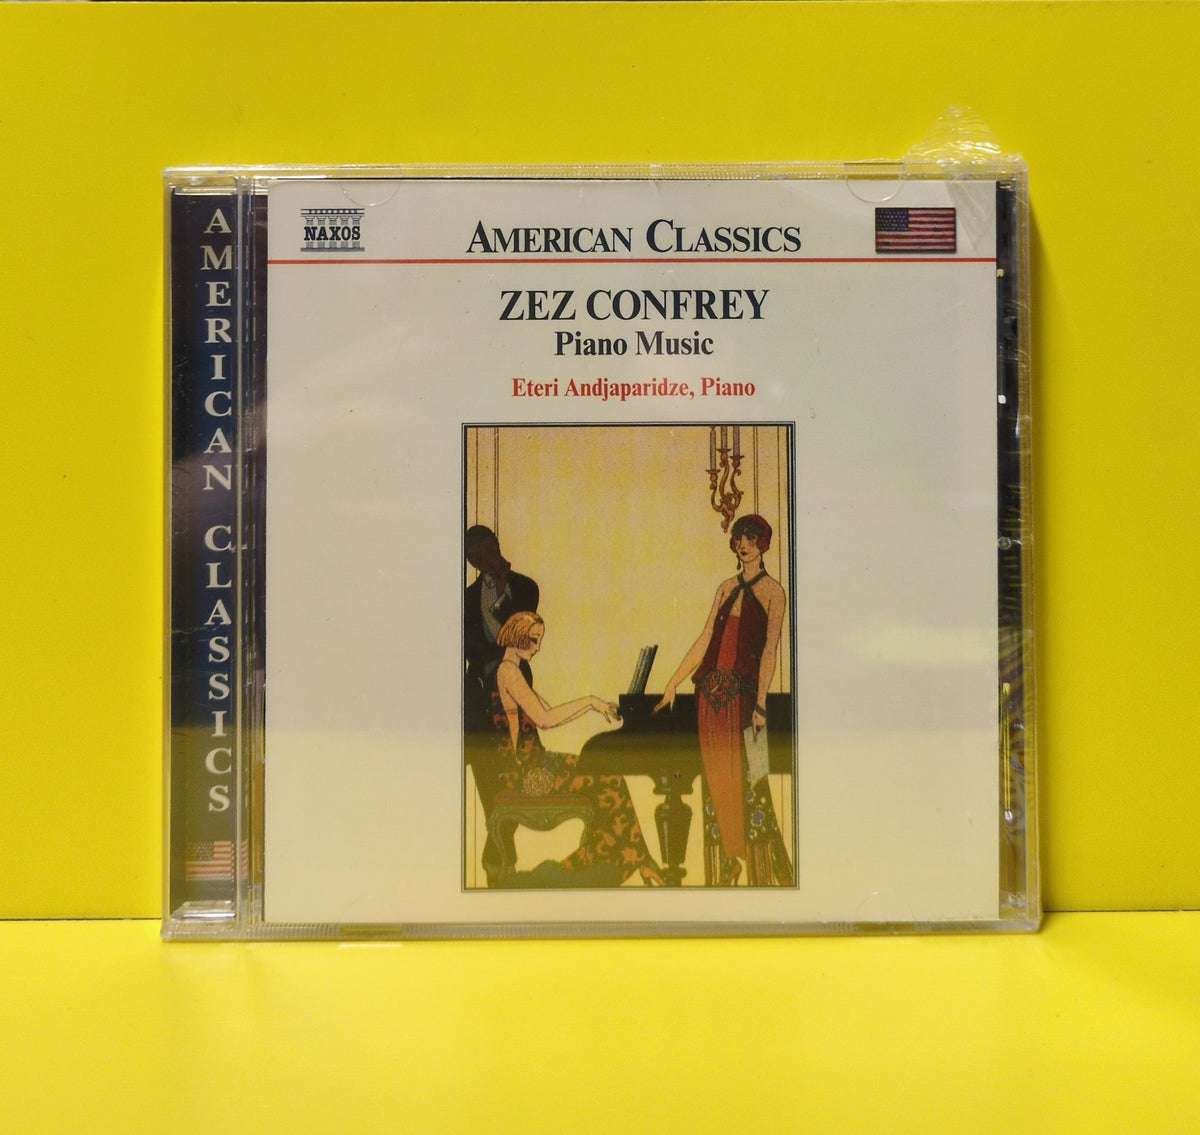 AMERICAN CLASSICS
NAXOS
AMERICAN CLASSICS
ZEZ CONFREY
Piano Music
Eteri Andjaparidze, Piano